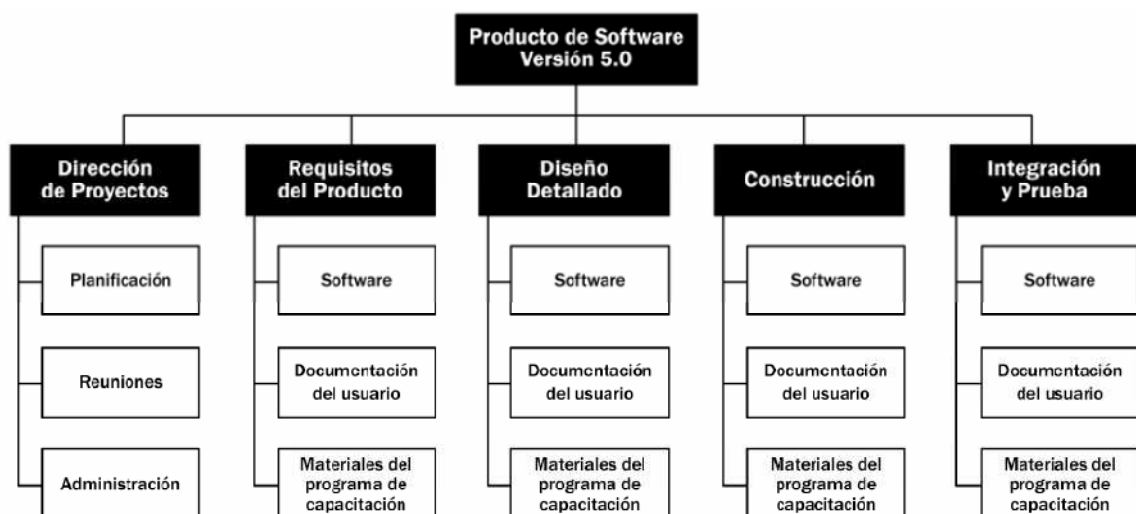 Producto de Software
Versión 5.0
Dirección
de Proyectos
Requisitos
del Producto
Diseño
Detallado
Construcción
Integración
y Prueba
Planificación
Software
Software
Software
Software
Reuniones
Documentación
del usuario
Documentación
del usuario
Documentación
del usuario
Documentación
del usuario
Administración
Materiales del
programa de
capacitación
Materiales del
programa de
capacitación
Materiales del
programa de
capacitación
Materiales del
programa de
capacitación